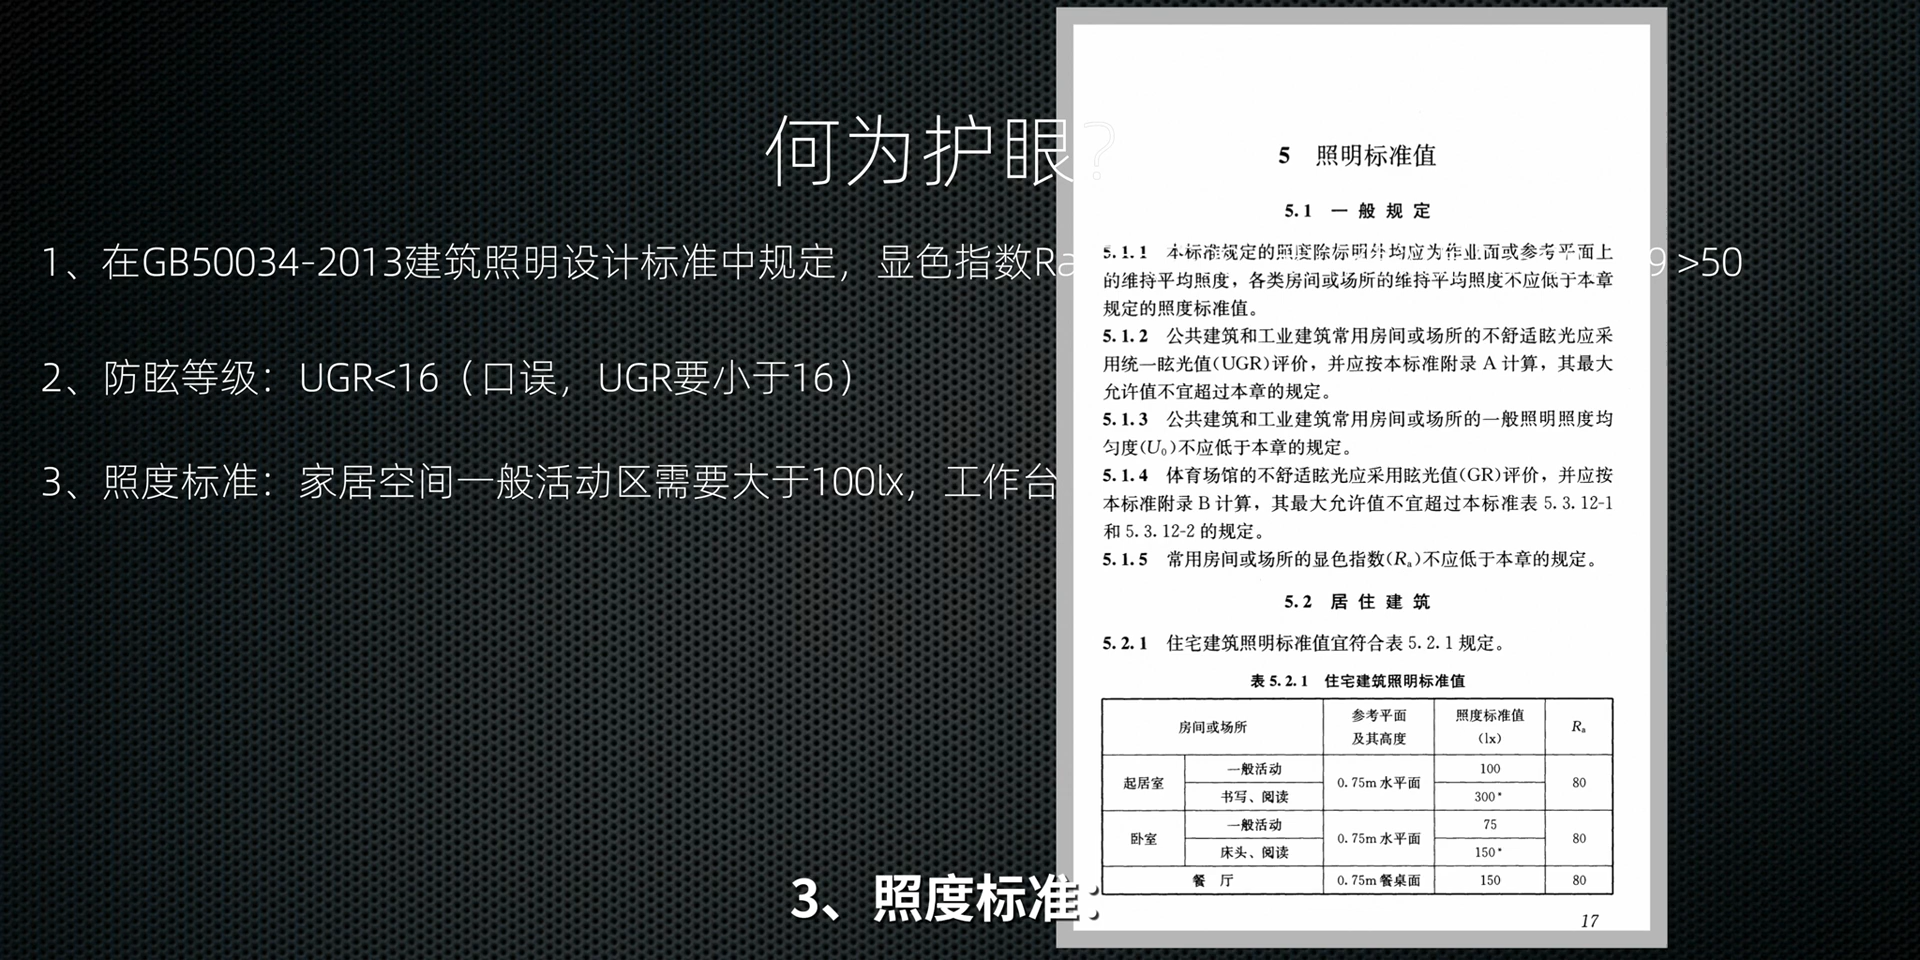 何为护眼?
1、在GB50034-2013建筑照明设计标准中规定，显色指数Ra
9 >50
2、防眩等级：UGR<16（口误，UGR要小于16）
3、照度标准：家居空间一般活动区需要大于100lx，工作台
5 照明标准值
5.1 一般规定
5.1.1 本标准规定的照度除标明外均应为作业面或参考平面上
的维持平均照度，各类房间或场所的维持平均照度不应低于本章
规定的照度标准值。
5.1.2 公共建筑和工业建筑常用房间或场所的不舒适眩光应采
用统一眩光值(UGR)评价，并应按本标准附录 A 计算，其最大
允许值不宜超过本章的规定。
5.1.3 公共建筑和工业建筑常用房间或场所的一般照明照度均
匀度(U₀)不应低于本章的规定。
5.1.4 体育场馆的不舒适眩光应采用眩光值(GR)评价，并应按
本标准附录 B 计算，其最大允许值不宜超过本标准表 5.3.12-1
和 5.3.12-2 的规定。
5.1.5 常用房间或场所的显色指数(Rₐ)不应低于本章的规定。
5.2 居住建筑
5.2.1 住宅建筑照明标准值宜符合表 5.2.1 规定。
表 5.2.1 住宅建筑照明标准值
房间或场所 参考平面及其高度 照度标准值(lx) Rₐ
起居室 一般活动 0.75m 水平面 100 80
书写、阅读 300*
卧室 一般活动 0.75m 水平面 75 80
床头、阅读 150*
餐厅 0.75m 餐桌面 150 80
17
3、照度标准：